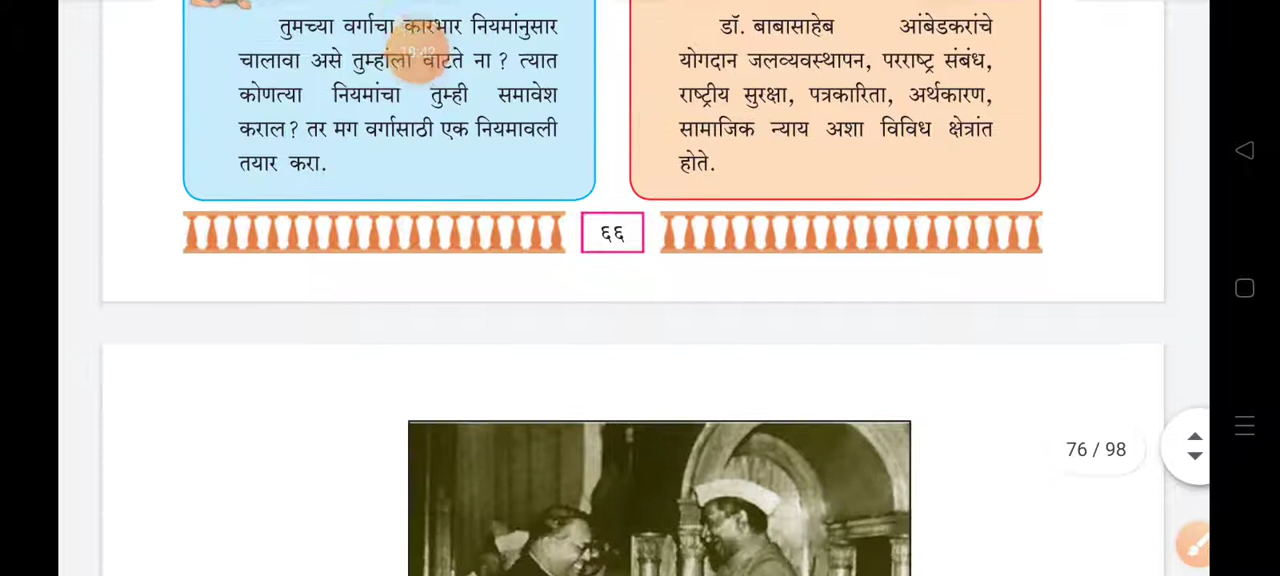 तुमच्या वर्गाचा कारभार नियमांनुसार
चालावा असे तुम्हांला वाटते ना? त्यात
कोणत्या नियमांचा तुम्ही समावेश
कराल? तर मग वर्गासाठी एक नियमावली
तयार करा.
डॉ. बाबासाहेब आंबेडकरांचे
योगदान जलव्यवस्थापन, परराष्ट्र संबंध,
राष्ट्रीय सुरक्षा, पत्रकारिता, अर्थकारण,
सामाजिक न्याय अशा विविध क्षेत्रांत
होते.
६६
76 / 98